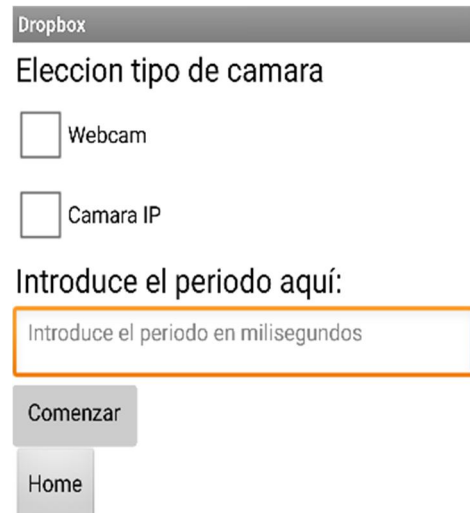 Dropbox
Eleccion tipo de camara
Webcam
Camara IP
Introduce el periodo aquí:
Introduce el periodo en milisegundos
Comenzar
Home